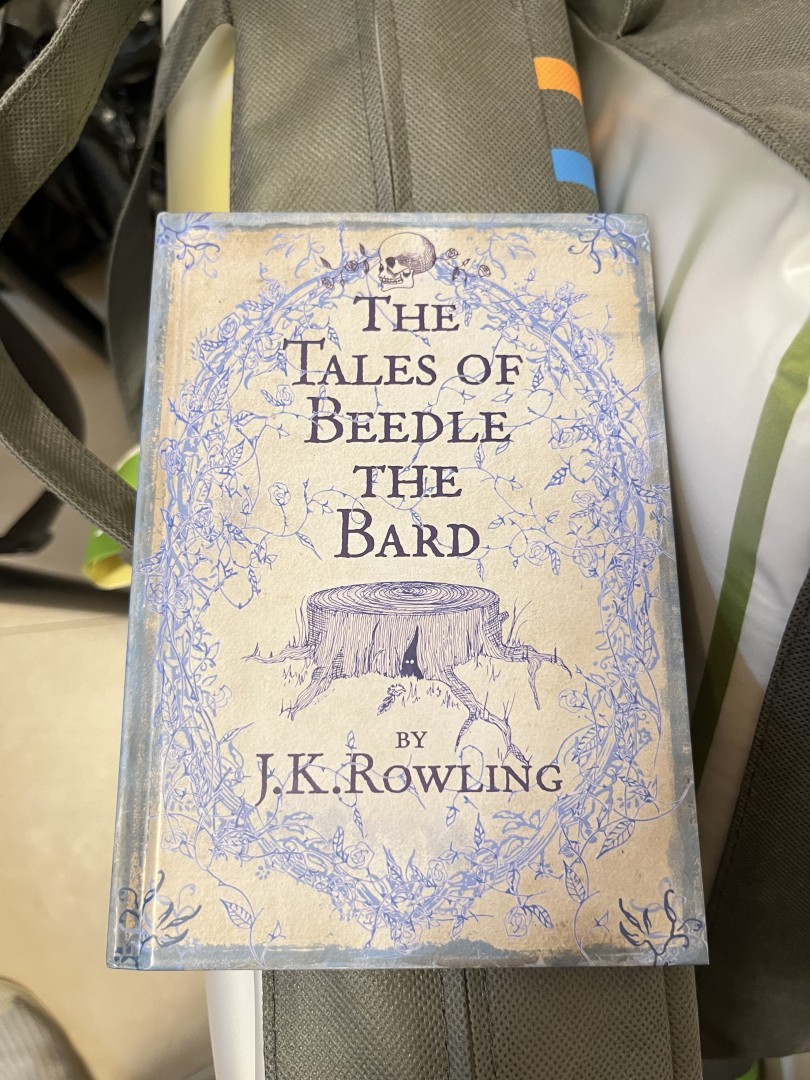 The
Tales of
Beedle
the
Bard
by
J.K.Rowling